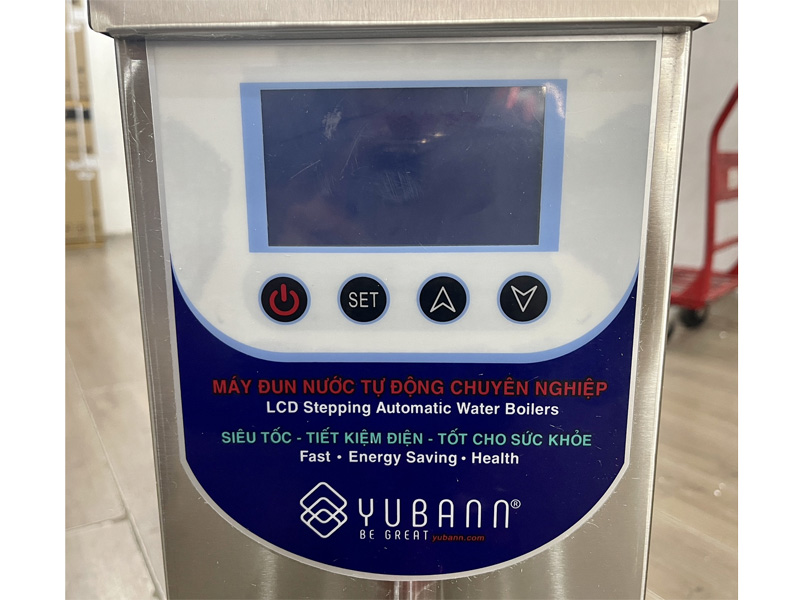 SET
MÁY ĐUN NƯỚC TỰ ĐỘNG CHUYÊN NGHIỆP
LCD Stepping Automatic Water Boilers
SIÊU TỐC - TIẾT KIỆM ĐIỆN - TỐT CHO SỨC KHỎE
Fast • Energy Saving • Health
YUBANN®
BE GREAT yubann.com